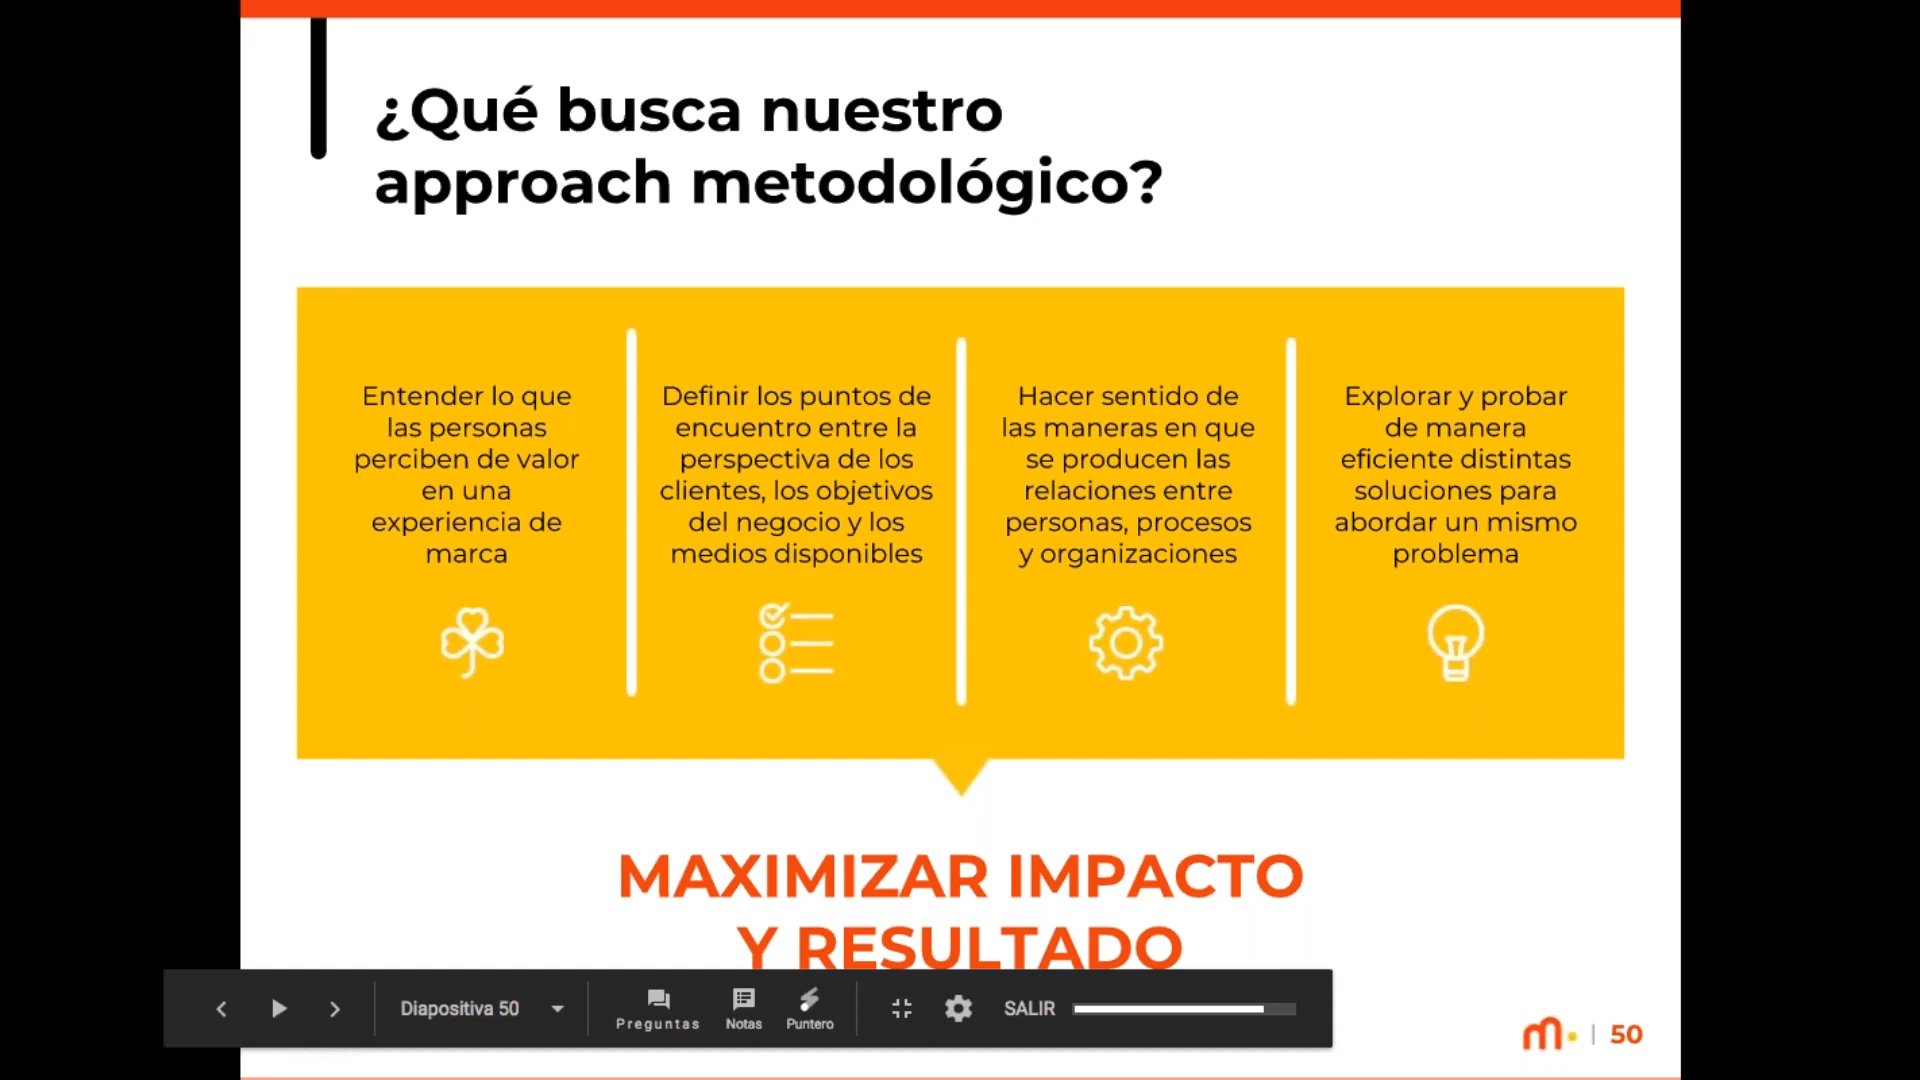 ¿Qué busca nuestro
approach metodológico?
Entender lo que
las personas
perciben de valor
en una
experiencia de
marca
Definir los puntos de
encuentro entre la
perspectiva de los
clientes, los objetivos
del negocio y los
medios disponibles
Hacer sentido de
las maneras en que
se producen las
relaciones entre
personas, procesos
y organizaciones
Explorar y probar
de manera
eficiente distintas
soluciones para
abordar un mismo
problema
MAXIMIZAR IMPACTO
Y RESULTADO
Diapositiva 50
Preguntas
Notas
Puntero
SALIR
m. | 50